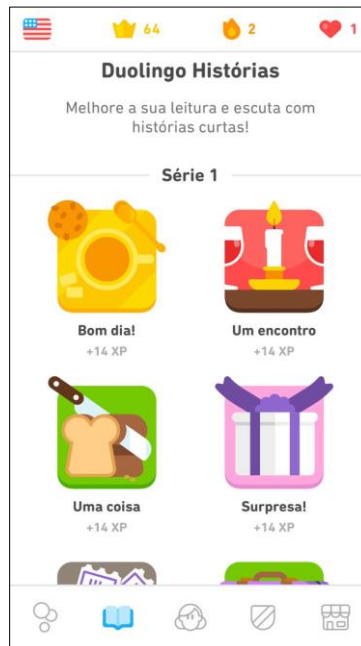 64 2 1
Duolingo Histórias
Melhore a sua leitura e escuta com
histórias curtas!
Série 1
Bom dia! Um encontro
+14 XP +14 XP
Uma coisa Surpresa!
+14 XP +14 XP